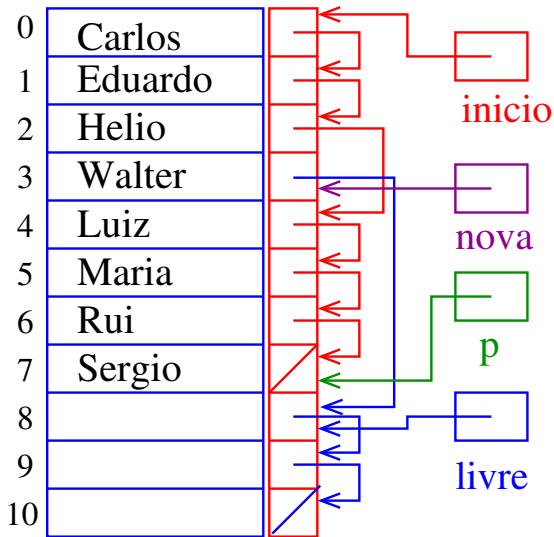 0 Carlos
1 Eduardo
2 Helio
3 Walter
4 Luiz
5 Maria
6 Rui
7 Sergio
8
9
10
inicio
nova
p
livre